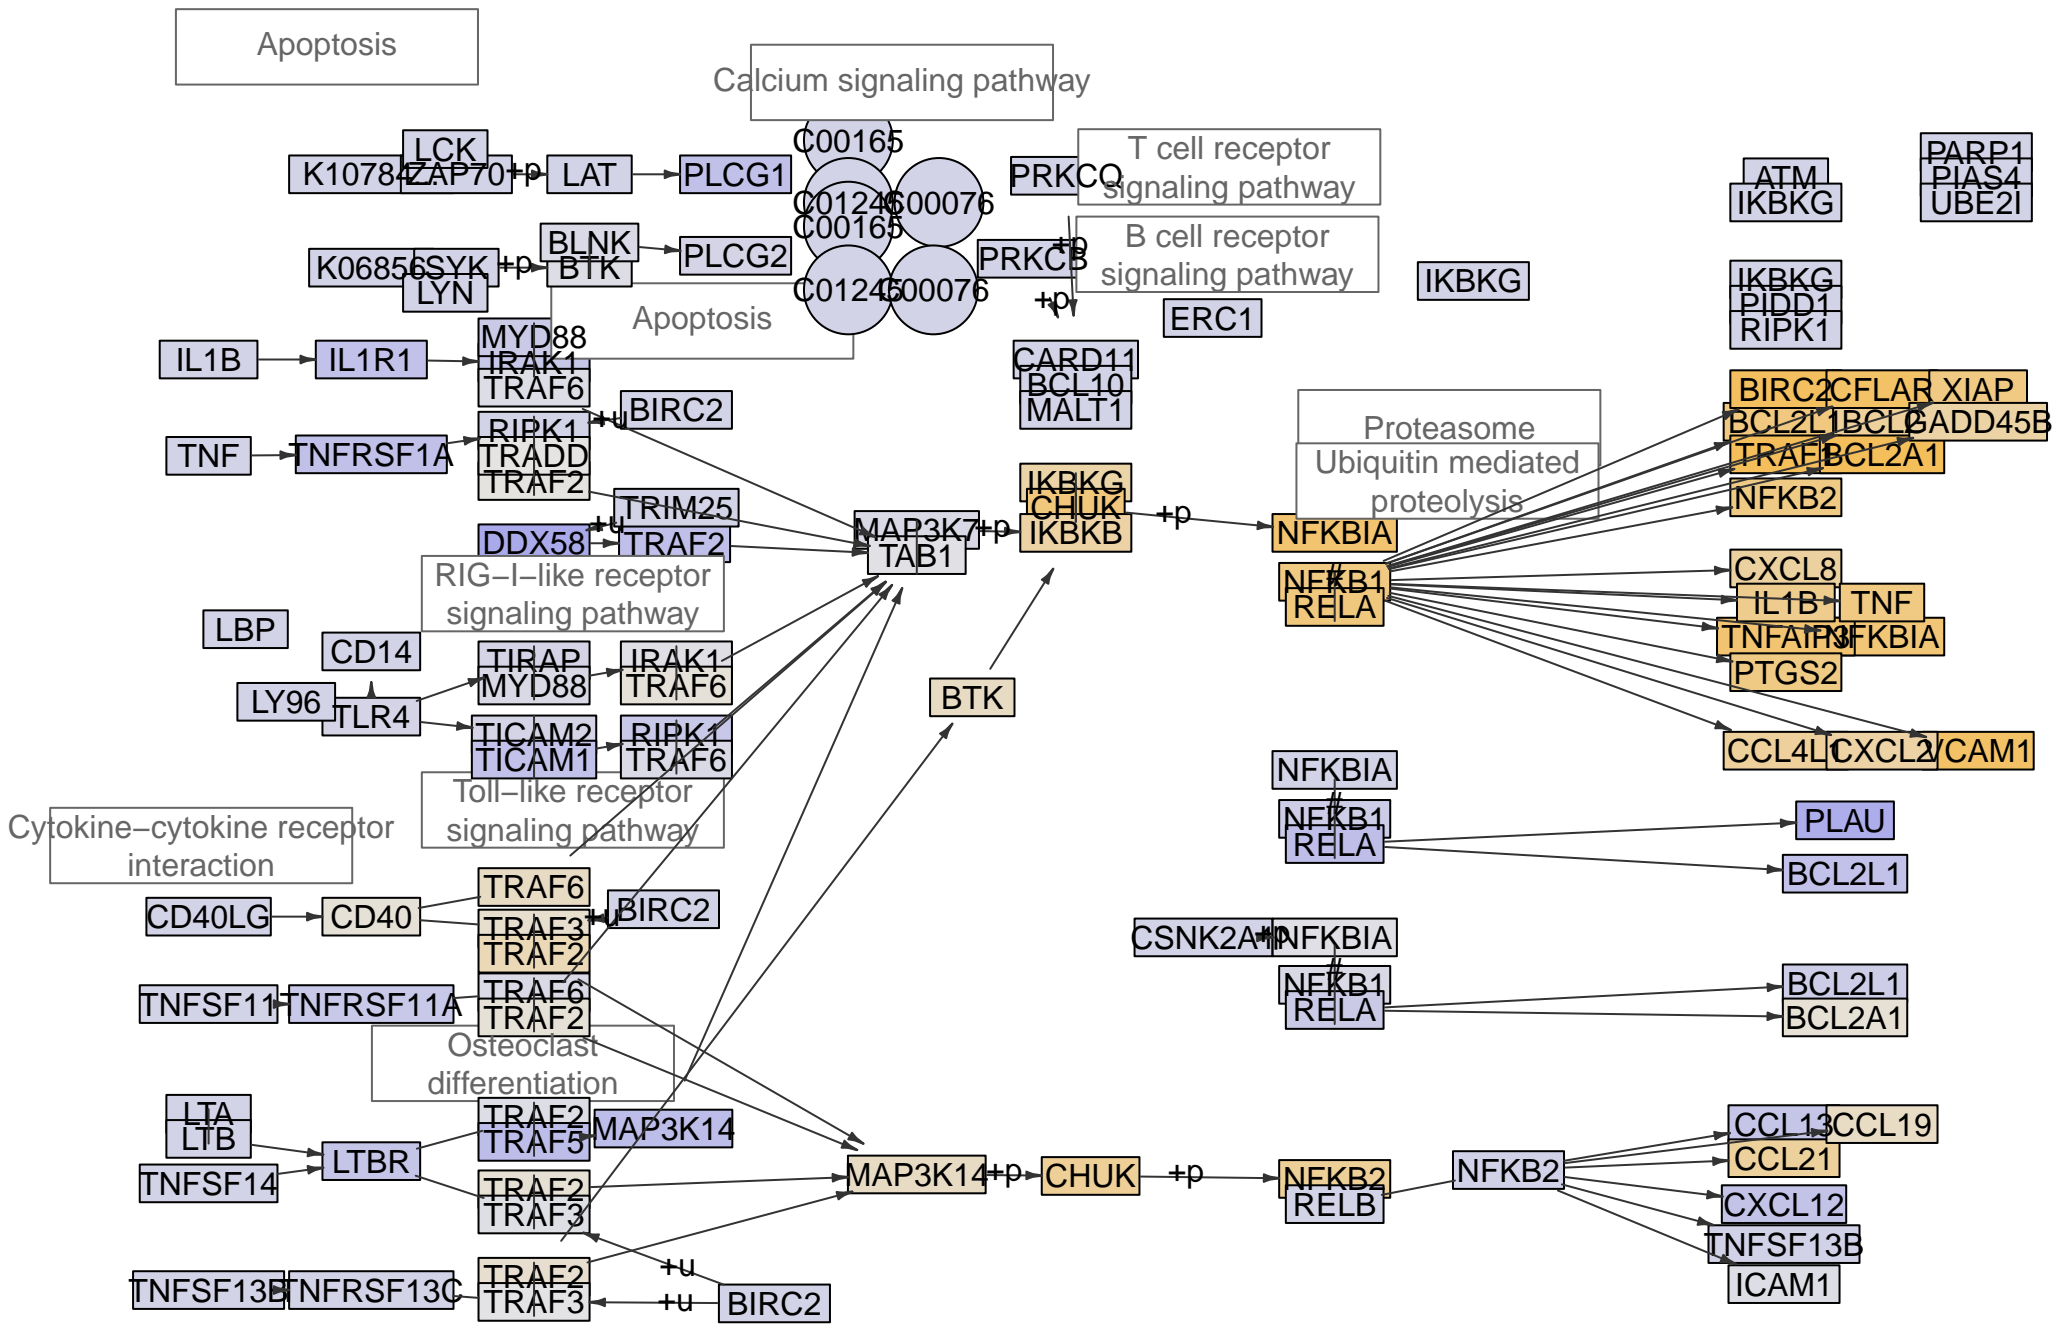 Apoptosis
Calcium signaling pathway
T cell receptor
signaling pathway
B cell receptor
signaling pathway
LCK
K10784
ZAP70
+p
LAT
PLCG1
C00165
C01246
C00076
C00165
C01245
C00076
PRKCQ
PRKCB
+p
+p
ATM
IKBKG
PARP1
PIAS4
UBE2I
K06856
SYK
LYN
+p
BLNK
BTK
PLCG2
Apoptosis
ERC1
IKBKG
IKBKG
PIDD1
RIPK1
IL1B
IL1R1
MYD88
IRAK1
TRAF6
CARD11
BCL10
MALT1
TNF
TNFRSF1A
RIPK1
TRADD
TRAF2
+u
BIRC2
Proteasome
Ubiquitin mediated
proteolysis
BIRC2
CFLAR
XIAP
BCL2L1
BCL2
GADD45B
TRAF1
BCL2A1
NFKB2
TRIM25
+u
DDX58
TRAF2
MAP3K7
TAB1
+p
IKBKG
CHUK
IKBKB
+p
NFKBIA
NFKB1
RELA
CXCL8
IL1B
TNF
TNFAIP3
NFKBIA
PTGS2
CCL4L1
CXCL2
VCAM1
RIG−I−like receptor
signaling pathway
LBP
CD14
LY96
TLR4
TIRAP
MYD88
IRAK1
TRAF6
TICAM2
TICAM1
RIPK1
TRAF6
BTK
Toll−like receptor
signaling pathway
Cytokine−cytokine receptor
interaction
NFKBIA
NFKB1
RELA
PLAU
BCL2L1
CD40LG
CD40
TRAF6
TRAF3
TRAF2
+u
BIRC2
CSNK2A1
+p
NFKBIA
NFKB1
RELA
BCL2L1
BCL2A1
TNFSF11
TNFRSF11A
TRAF6
TRAF2
Osteoclast
differentiation
LTA
LTB
TNFSF14
LTBR
TRAF2
TRAF5
MAP3K14
TRAF2
TRAF3
MAP3K14
+p
CHUK
+p
NFKB2
RELB
NFKB2
CCL13
CCL19
CCL21
CXCL12
TNFSF13B
ICAM1
TNFSF13B
TNFRSF13C
TRAF2
TRAF3
+u
+u
BIRC2